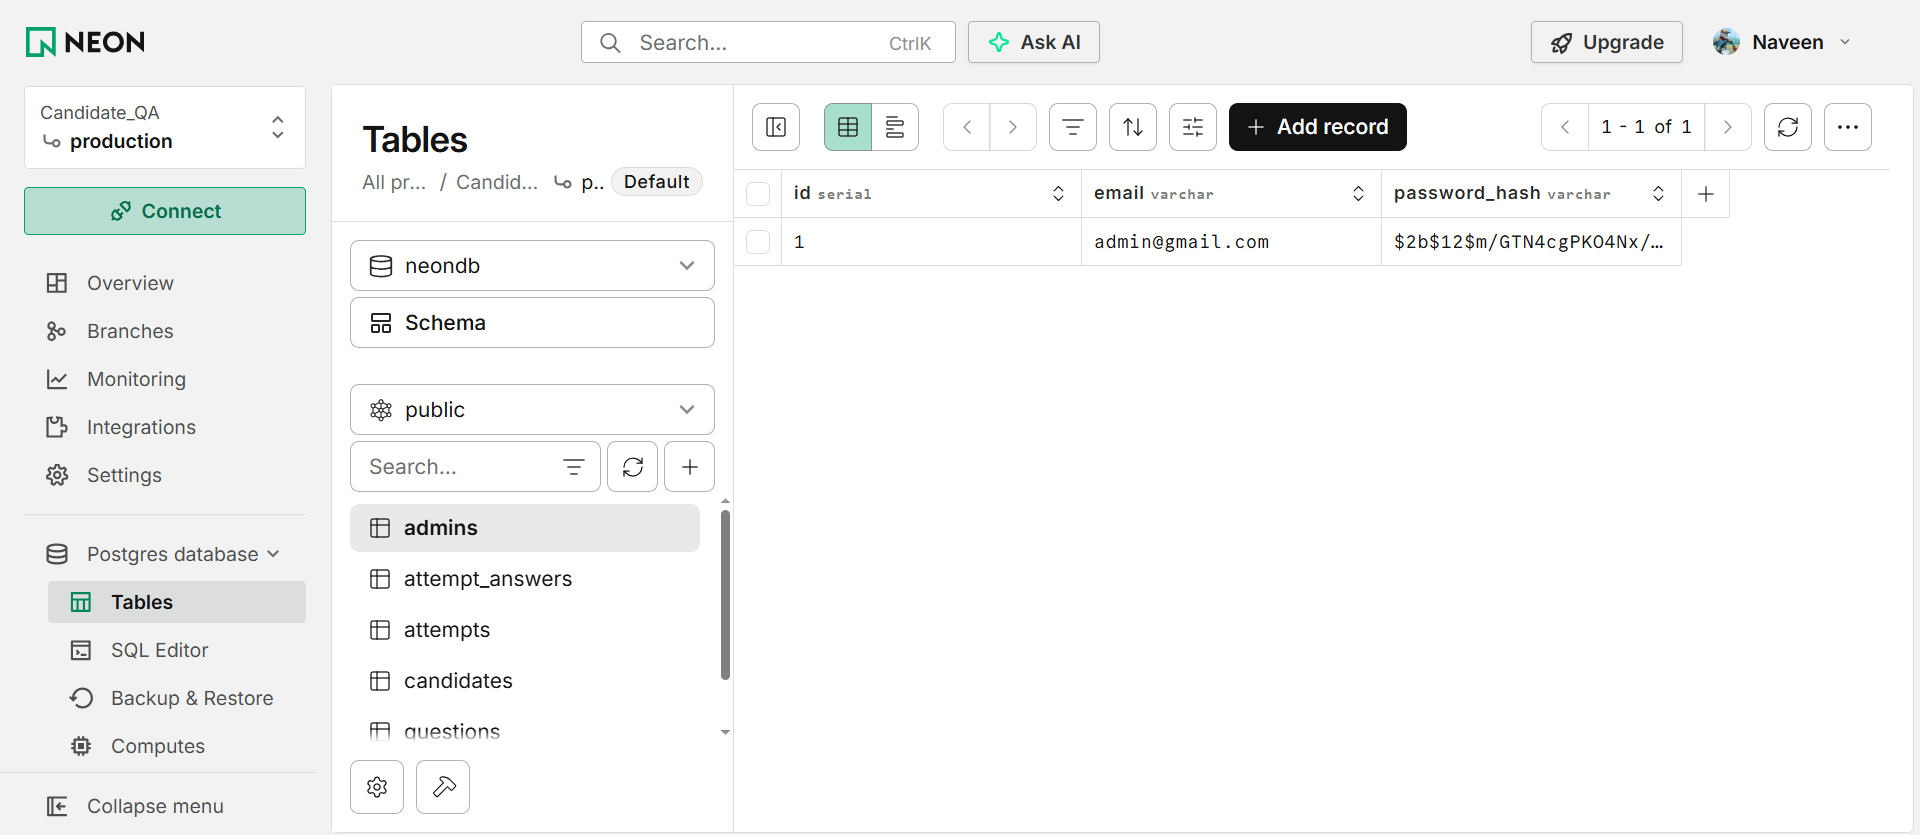 NEON
Search...
CtrlK
Ask AI
Upgrade
Naveen
Candidate_QA
production
Connect
Overview
Branches
Monitoring
Integrations
Settings
Postgres database
Tables
SQL Editor
Backup & Restore
Computes
Collapse menu
Tables
All pr... / Candid... p.. Default
neondb
Schema
public
Search...
admins
attempt_answers
attempts
candidates
questions
Add record
1 - 1 of 1
id serial
email varchar
password_hash varchar
1
admin@gmail.com
$2b$12$m/GTN4cgPKO4Nx/…